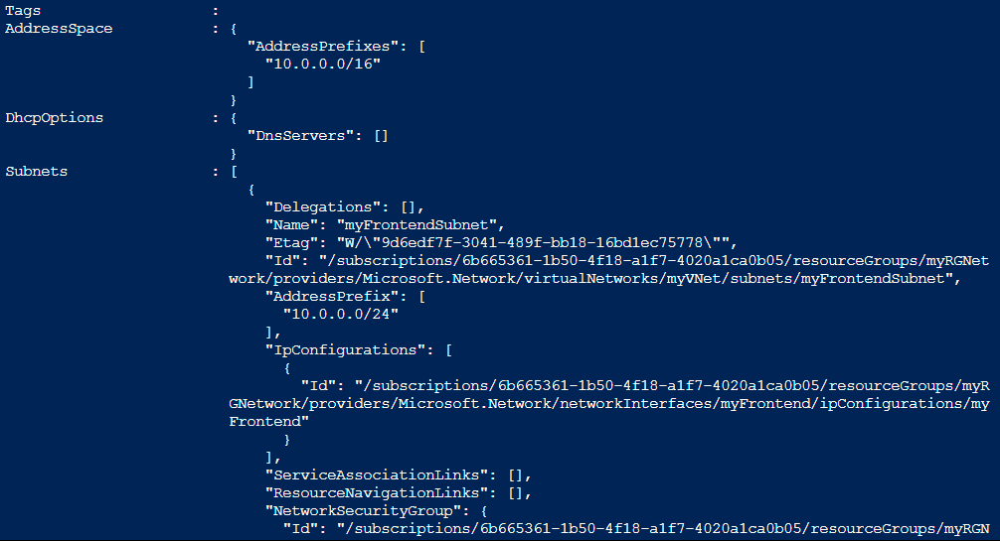 Tags                   :
AddressSpace           : {
                           "AddressPrefixes": [
                             "10.0.0.0/16"
                           ]
                         }
DhcpOptions            : {
                           "DnsServers": []
                         }
Subnets                : [
                           {
                             "Delegations": [],
                             "Name": "myFrontendSubnet",
                             "Etag": "W/\"9d6edf7f-3041-489f-bb18-16bd1ec75778\"",
                             "Id": "/subscriptions/6b665361-1b50-4f18-a1f7-4020a1ca0b05/resourceGroups/myRGNet
                         work/providers/Microsoft.Network/virtualNetworks/myVNet/subnets/myFrontendSubnet",
                             "AddressPrefix": [
                               "10.0.0.0/24"
                             ],
                             "IpConfigurations": [
                               {
                                 "Id": "/subscriptions/6b665361-1b50-4f18-a1f7-4020a1ca0b05/resourceGroups/myR
                         GNetwork/providers/Microsoft.Network/networkInterfaces/myFrontend/ipConfigurations/my
                         Frontend"
                               }
                             ],
                             "ServiceAssociationLinks": [],
                             "ResourceNavigationLinks": [],
                             "NetworkSecurityGroup": {
                               "Id": "/subscriptions/6b665361-1b50-4f18-a1f7-4020a1ca0b05/resourceGroups/myRGN